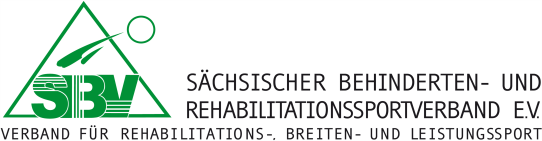 SBV
SÄCHSISCHER BEHINDERTEN- UND
REHABILITATIONSSPORTVERBAND E.V.
VERBAND FÜR REHABILITATIONS-, BREITEN- UND LEISTUNGSSPORT